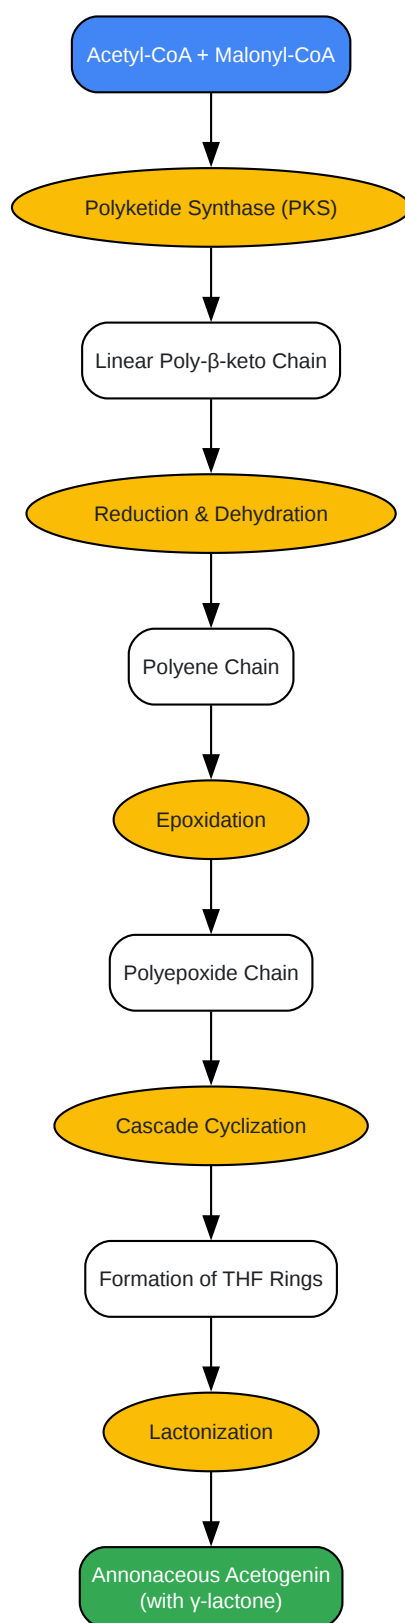 Acetyl-CoA + Malonyl-CoA
Polyketide Synthase (PKS)
Linear Poly-β-keto Chain
Reduction & Dehydration
Polyene Chain
Epoxidation
Polyepoxide Chain
Cascade Cyclization
Formation of THF Rings
Lactonization
Annonaceous Acetogenin
(with γ-lactone)